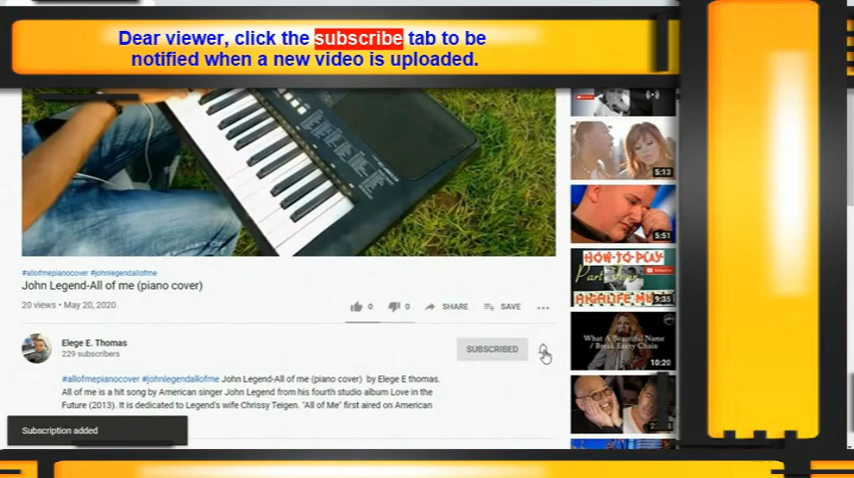 Dear viewer, click the subscribe tab to be
notified when a new video is uploaded.
5:13
5:51
HOW-TO-PLAY
Part Four
HIGHLIFE MU
9:35
What A Beautiful Name
/ Break Every Chain
10:20
#allofmepianocover #johnlegendallofme
John Legend-All of me (piano cover)
20 views • May 20, 2020
0 0 SHARE SAVE ...
Elege E. Thomas
229 subscribers
SUBSCRIBED
#allofmepianocover #johnlegendallofme John Legend-All of me (piano cover) by Elege E thomas.
All of me is a hit song by American singer John Legend from his fourth studio album Love in the
Future (2013). It is dedicated to Legend's wife Chrissy Teigen. "All of Me" first aired on American
Subscription added